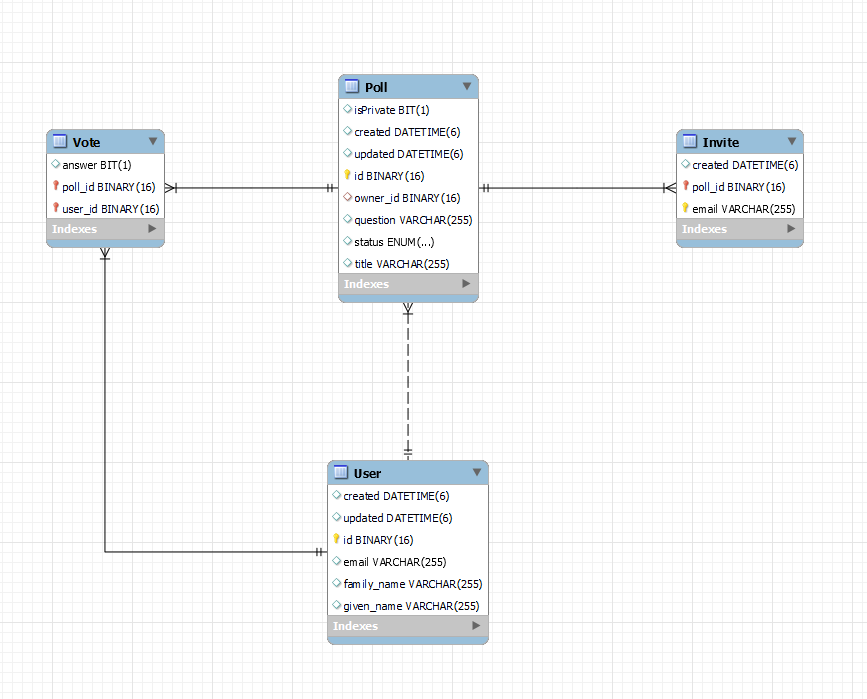 Poll
isPrivate BIT(1)
created DATETIME(6)
updated DATETIME(6)
id BINARY(16)
owner_id BINARY(16)
question VARCHAR(255)
status ENUM(...)
title VARCHAR(255)
Indexes
Vote
answer BIT(1)
poll_id BINARY(16)
user_id BINARY(16)
Indexes
Invite
created DATETIME(6)
poll_id BINARY(16)
email VARCHAR(255)
Indexes
User
created DATETIME(6)
updated DATETIME(6)
id BINARY(16)
email VARCHAR(255)
family_name VARCHAR(255)
given_name VARCHAR(255)
Indexes